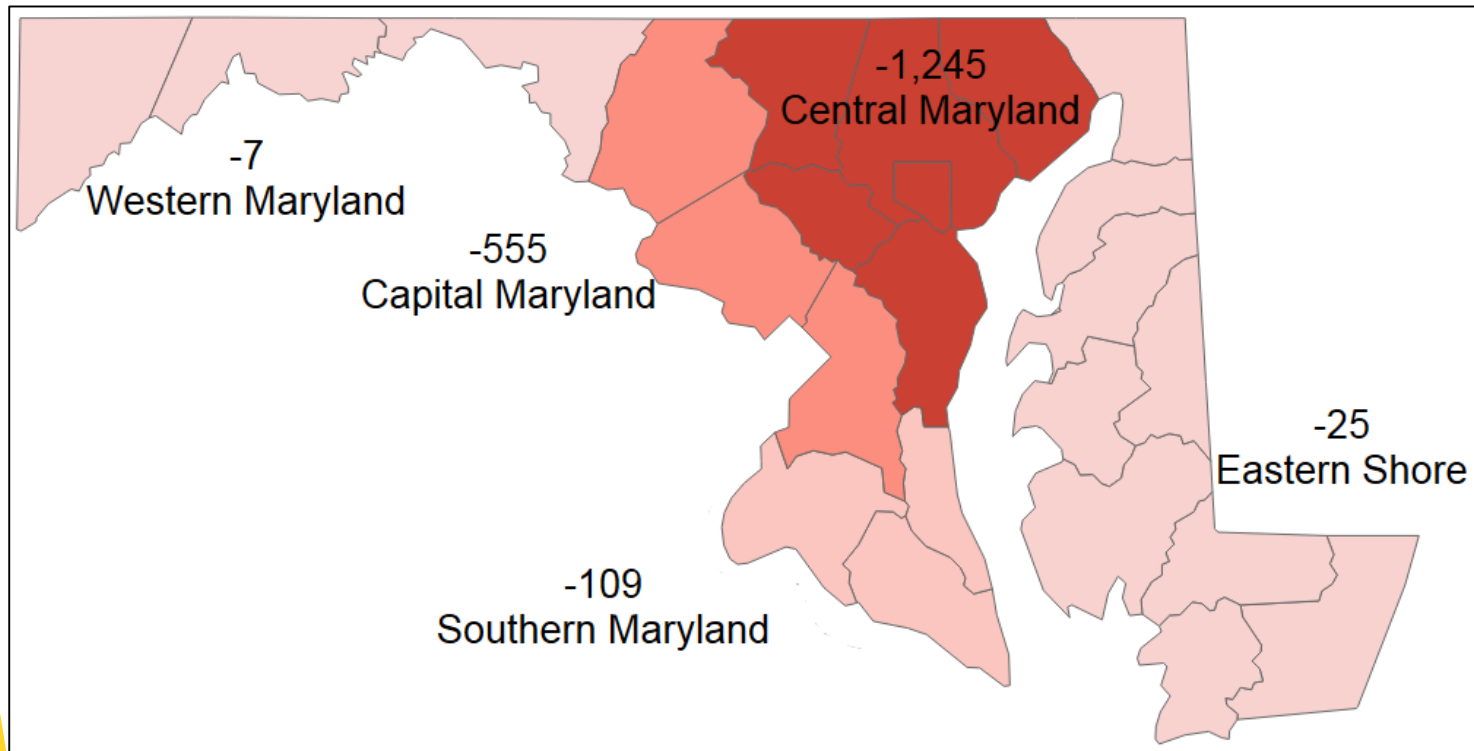 -1,245
Central Maryland
-7
Western Maryland
-555
Capital Maryland
-25
Eastern Shore
-109
Southern Maryland